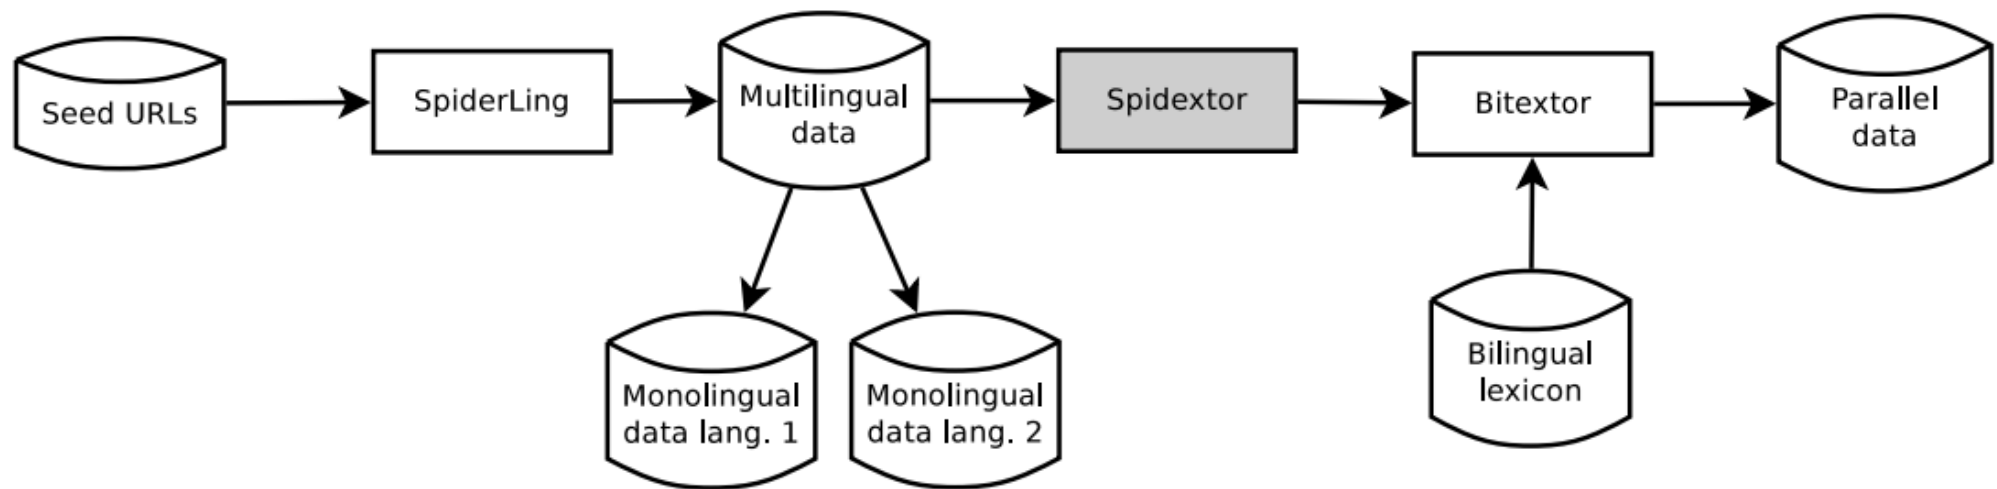 Seed URLs
SpiderLing
Multilingual
data
Spidextor
Bitextor
Parallel
data
Monolingual
data lang. 1
Monolingual
data lang. 2
Bilingual
lexicon